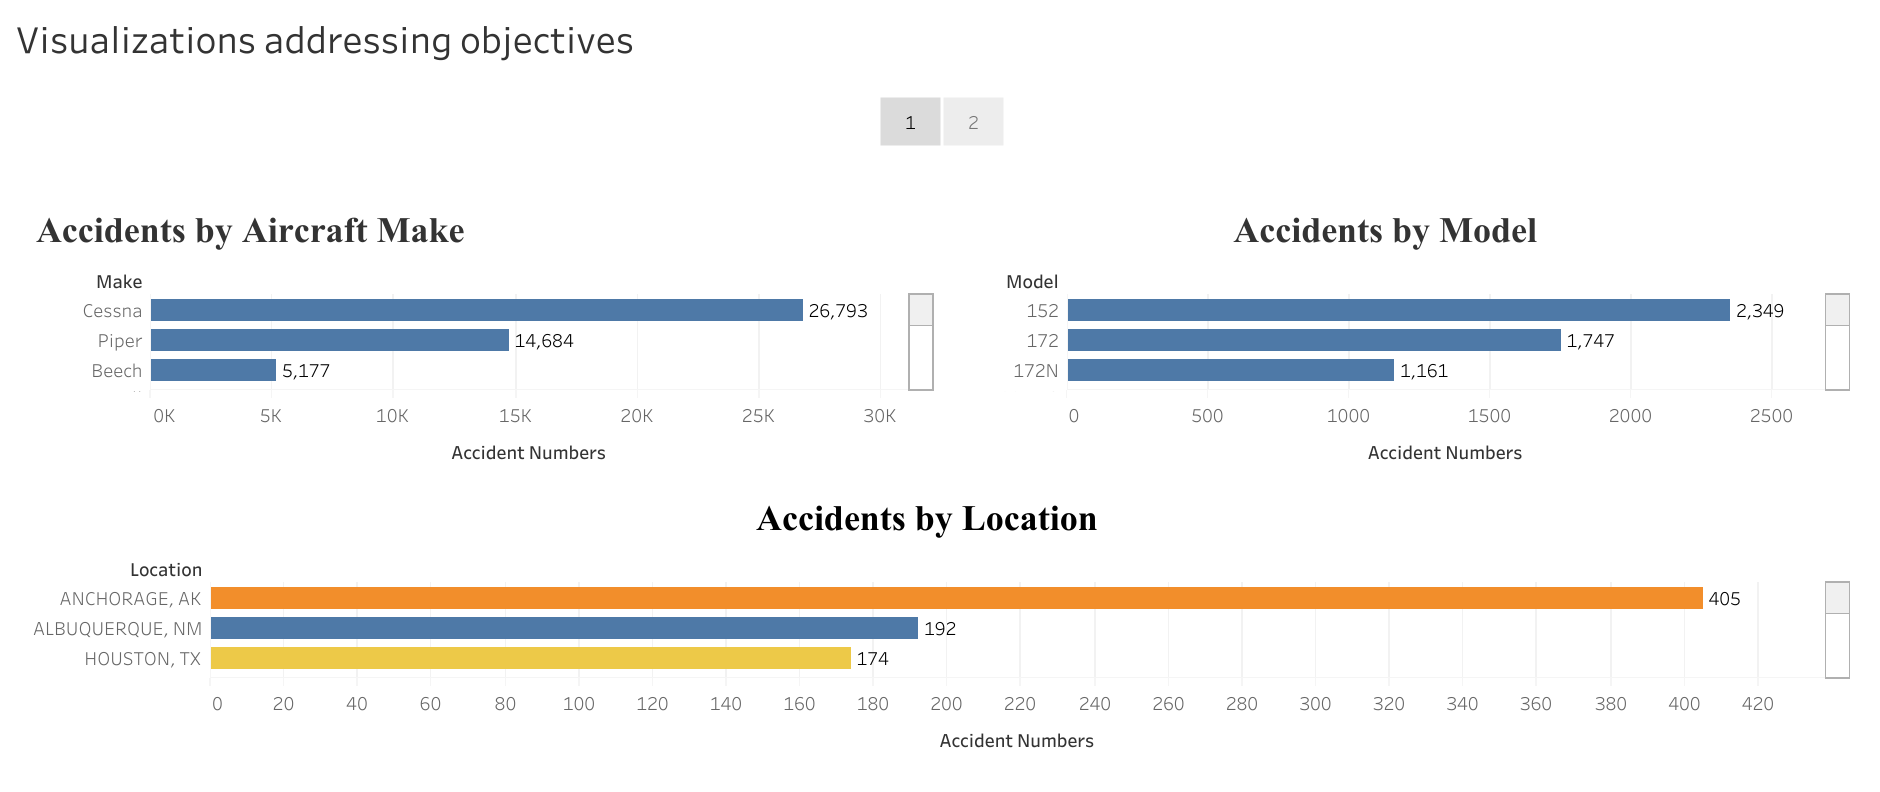 Visualizations addressing objectives
1 2
Accidents by Aircraft Make
Make
Cessna 26,793
Piper 14,684
Beech 5,177
0K 5K 10K 15K 20K 25K 30K
Accident Numbers
Accidents by Model
Model
152 2,349
172 1,747
172N 1,161
0 500 1000 1500 2000 2500
Accident Numbers
Accidents by Location
Location
ANCHORAGE, AK 405
ALBUQUERQUE, NM 192
HOUSTON, TX 174
0 20 40 60 80 100 120 140 160 180 200 220 240 260 280 300 320 340 360 380 400 420
Accident Numbers